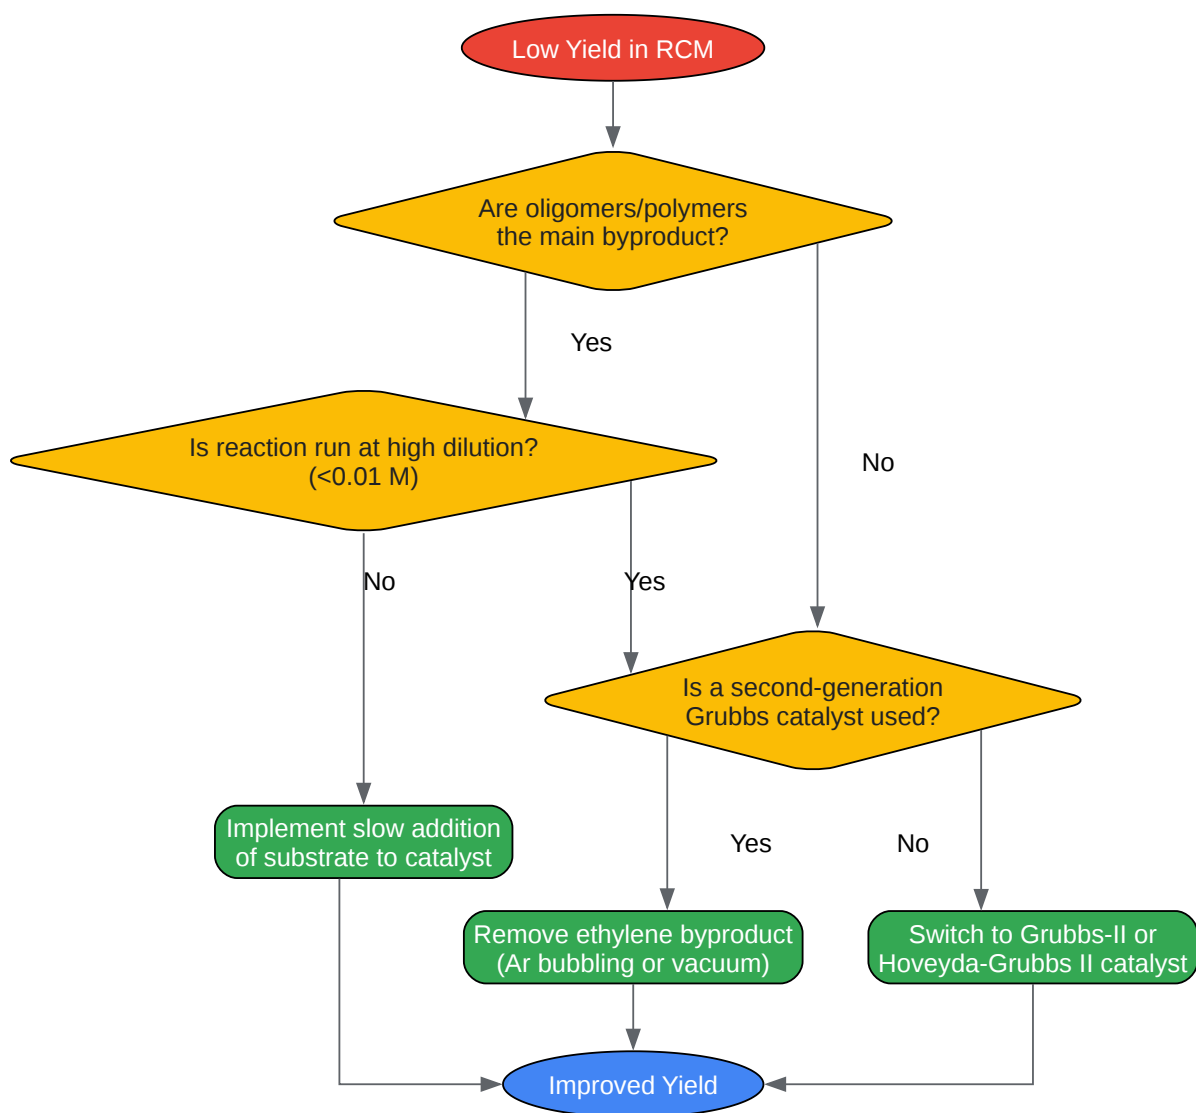 Low Yield in RCM
Are oligomers/polymers
the main byproduct?
Yes
Is reaction run at high dilution?
(<0.01 M)
No
No
Yes
Is a second-generation
Grubbs catalyst used?
Implement slow addition
of substrate to catalyst
Yes
No
Remove ethylene byproduct
(Ar bubbling or vacuum)
Switch to Grubbs-II or
Hoveyda-Grubbs II catalyst
Improved Yield